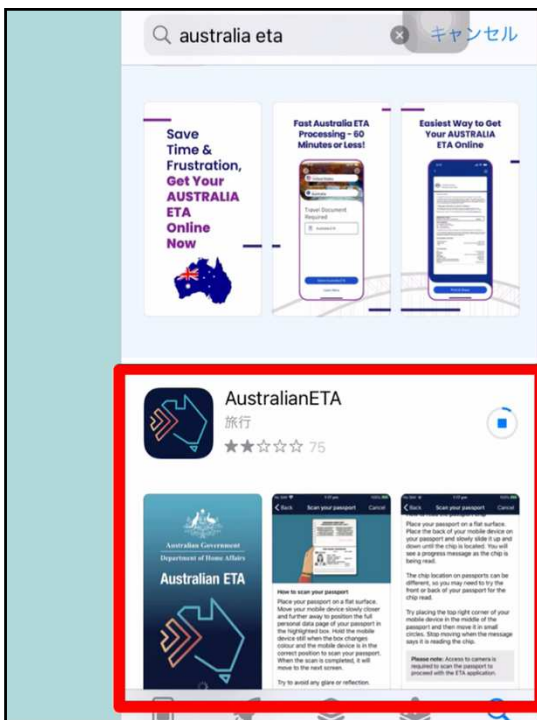 australia eta
キャンセル
Save
Time &
Frustration,
Get Your
AUSTRALIA
ETA
Online
Now
Fast Australia ETA
Processing - 60
Minutes or Less!
United States
Australia
Travel Document
Required
Australia ETA
Easiest Way to Get
Your AUSTRALIA
ETA Online
AustralianETA
旅行
75
Australian Government
Department of Home Affairs
Australian ETA
Back Scan your passport Cancel
How to scan your passport
Place your passport on a flat surface.
Move your mobile device slowly closer
and further away to position the full
personal data page of your passport in
the highlighted box. Hold the mobile
device still when the box changes
colour and the mobile device is in the
correct position to scan your passport.
When the scan is completed, it will
move to the next screen.
Try to avoid any glare or reflection
Back Scan your passport Cancel
Place your passport on a flat surface.
Place the back of your mobile device on
your passport and slowly slide it up and
down until the chip is located. You will
see a progress message as the chip is
being read.
The chip location on passports can be
different, so you may need to try the
front or back of your passport for the
chip read.
Try placing the top right corner of your
mobile device in the middle of the
passport and then move it in small
circles. Stop moving when the message
says it is reading the chip.
Please note: Access to camera is
required to scan the passport to
proceed with the ETA application.